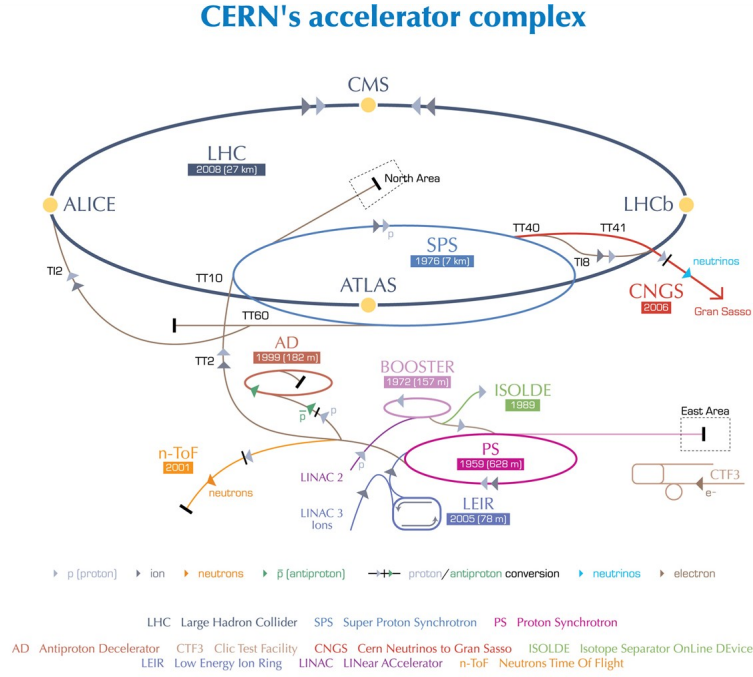 CERN's accelerator complex
CMS
LHC
2008 (27 km)
North Area
ALICE
LHCb
TT40
TT41
p
SPS
1976 (7 km)
TI8
neutrinos
TI2
TT10
ATLAS
CNGS
2006
Gran Sasso
TT60
AD
1999 (182 m)
TT2
BOOSTER
1972 (157 m)
ISOLDE
1989
p̅
p
East Area
n-ToF
2001
PS
1959 (628 m)
p
LINAC 2
CTF3
neutrons
e-
LEIR
2005 (78 m)
LINAC 3
Ions
p (proton) ion neutrons p̅ (antiproton) proton/antiproton conversion neutrinos electron
LHC Large Hadron Collider SPS Super Proton Synchrotron PS Proton Synchrotron
AD Antiproton Decelerator CTF3 Clic Test Facility CNGS Cern Neutrinos to Gran Sasso ISOLDE Isotope Separator OnLine DEvice
LEIR Low Energy Ion Ring LINAC LINear ACcelerator n-ToF Neutrons Time Of Flight